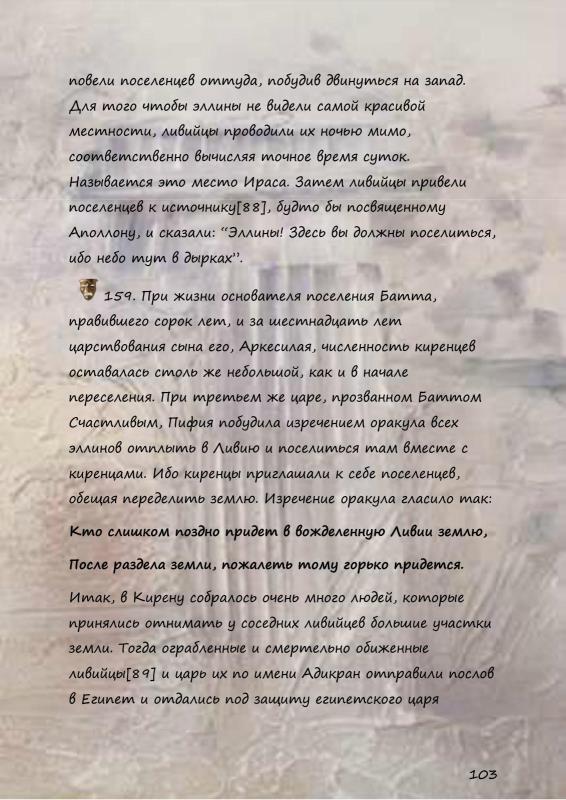 повели поселенцев оттуда, побудив двинуться на запад.
Для того чтобы эллины не видели самой красивой
местности, ливийцы проводили их ночью мимо,
соответственно вычисляя точное время суток.
Называется это место Ираса. Затем ливийцы привели
поселенцев к источнику[88], будто бы посвященному
Аполлону, и сказали: “Эллины! Здесь вы должны поселиться,
ибо небо тут в дырках”.
159. При жизни основателя поселения Батта,
правившего сорок лет, и за шестнадцать лет
царствования сына его, Аркесилая, численность киренцев
оставалась столь же небольшой, как и в начале
переселения. При третьем же царе, прозванном Баттом
Счастливым, Пифия побудила изречением оракула всех
эллинов отплыть в Ливию и поселиться там вместе с
киренцами. Ибо киренцы приглашали к себе поселенцев,
обещая переделить землю. Изречение оракула гласило так:
Кто слишком поздно придет в вожделенную Ливии землю,
После раздела земли, пожалеть тому горько придется.
Итак, в Кирену собралось очень много людей, которые
принялись отнимать у соседних ливийцев большие участки
земли. Тогда ограбленные и смертельно обиженные
ливийцы[89] и царь их по имени Адикран отправили послов
в Египет и отдались под защиту египетского царя
103